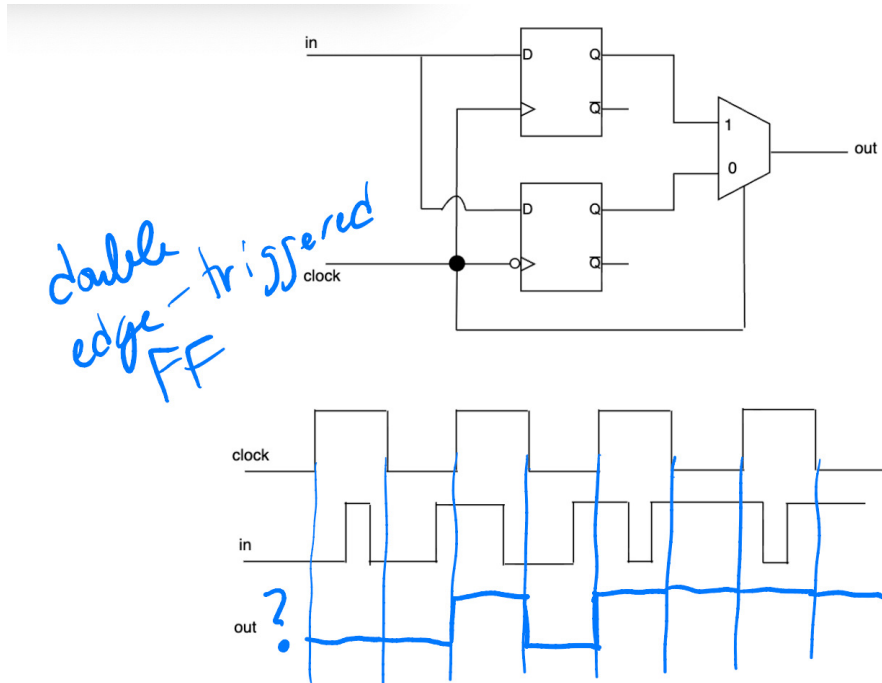 in
D
Q
Q
1
0
out
D
Q
Q
clock
double
edge-triggered
FF
clock
in
out
?